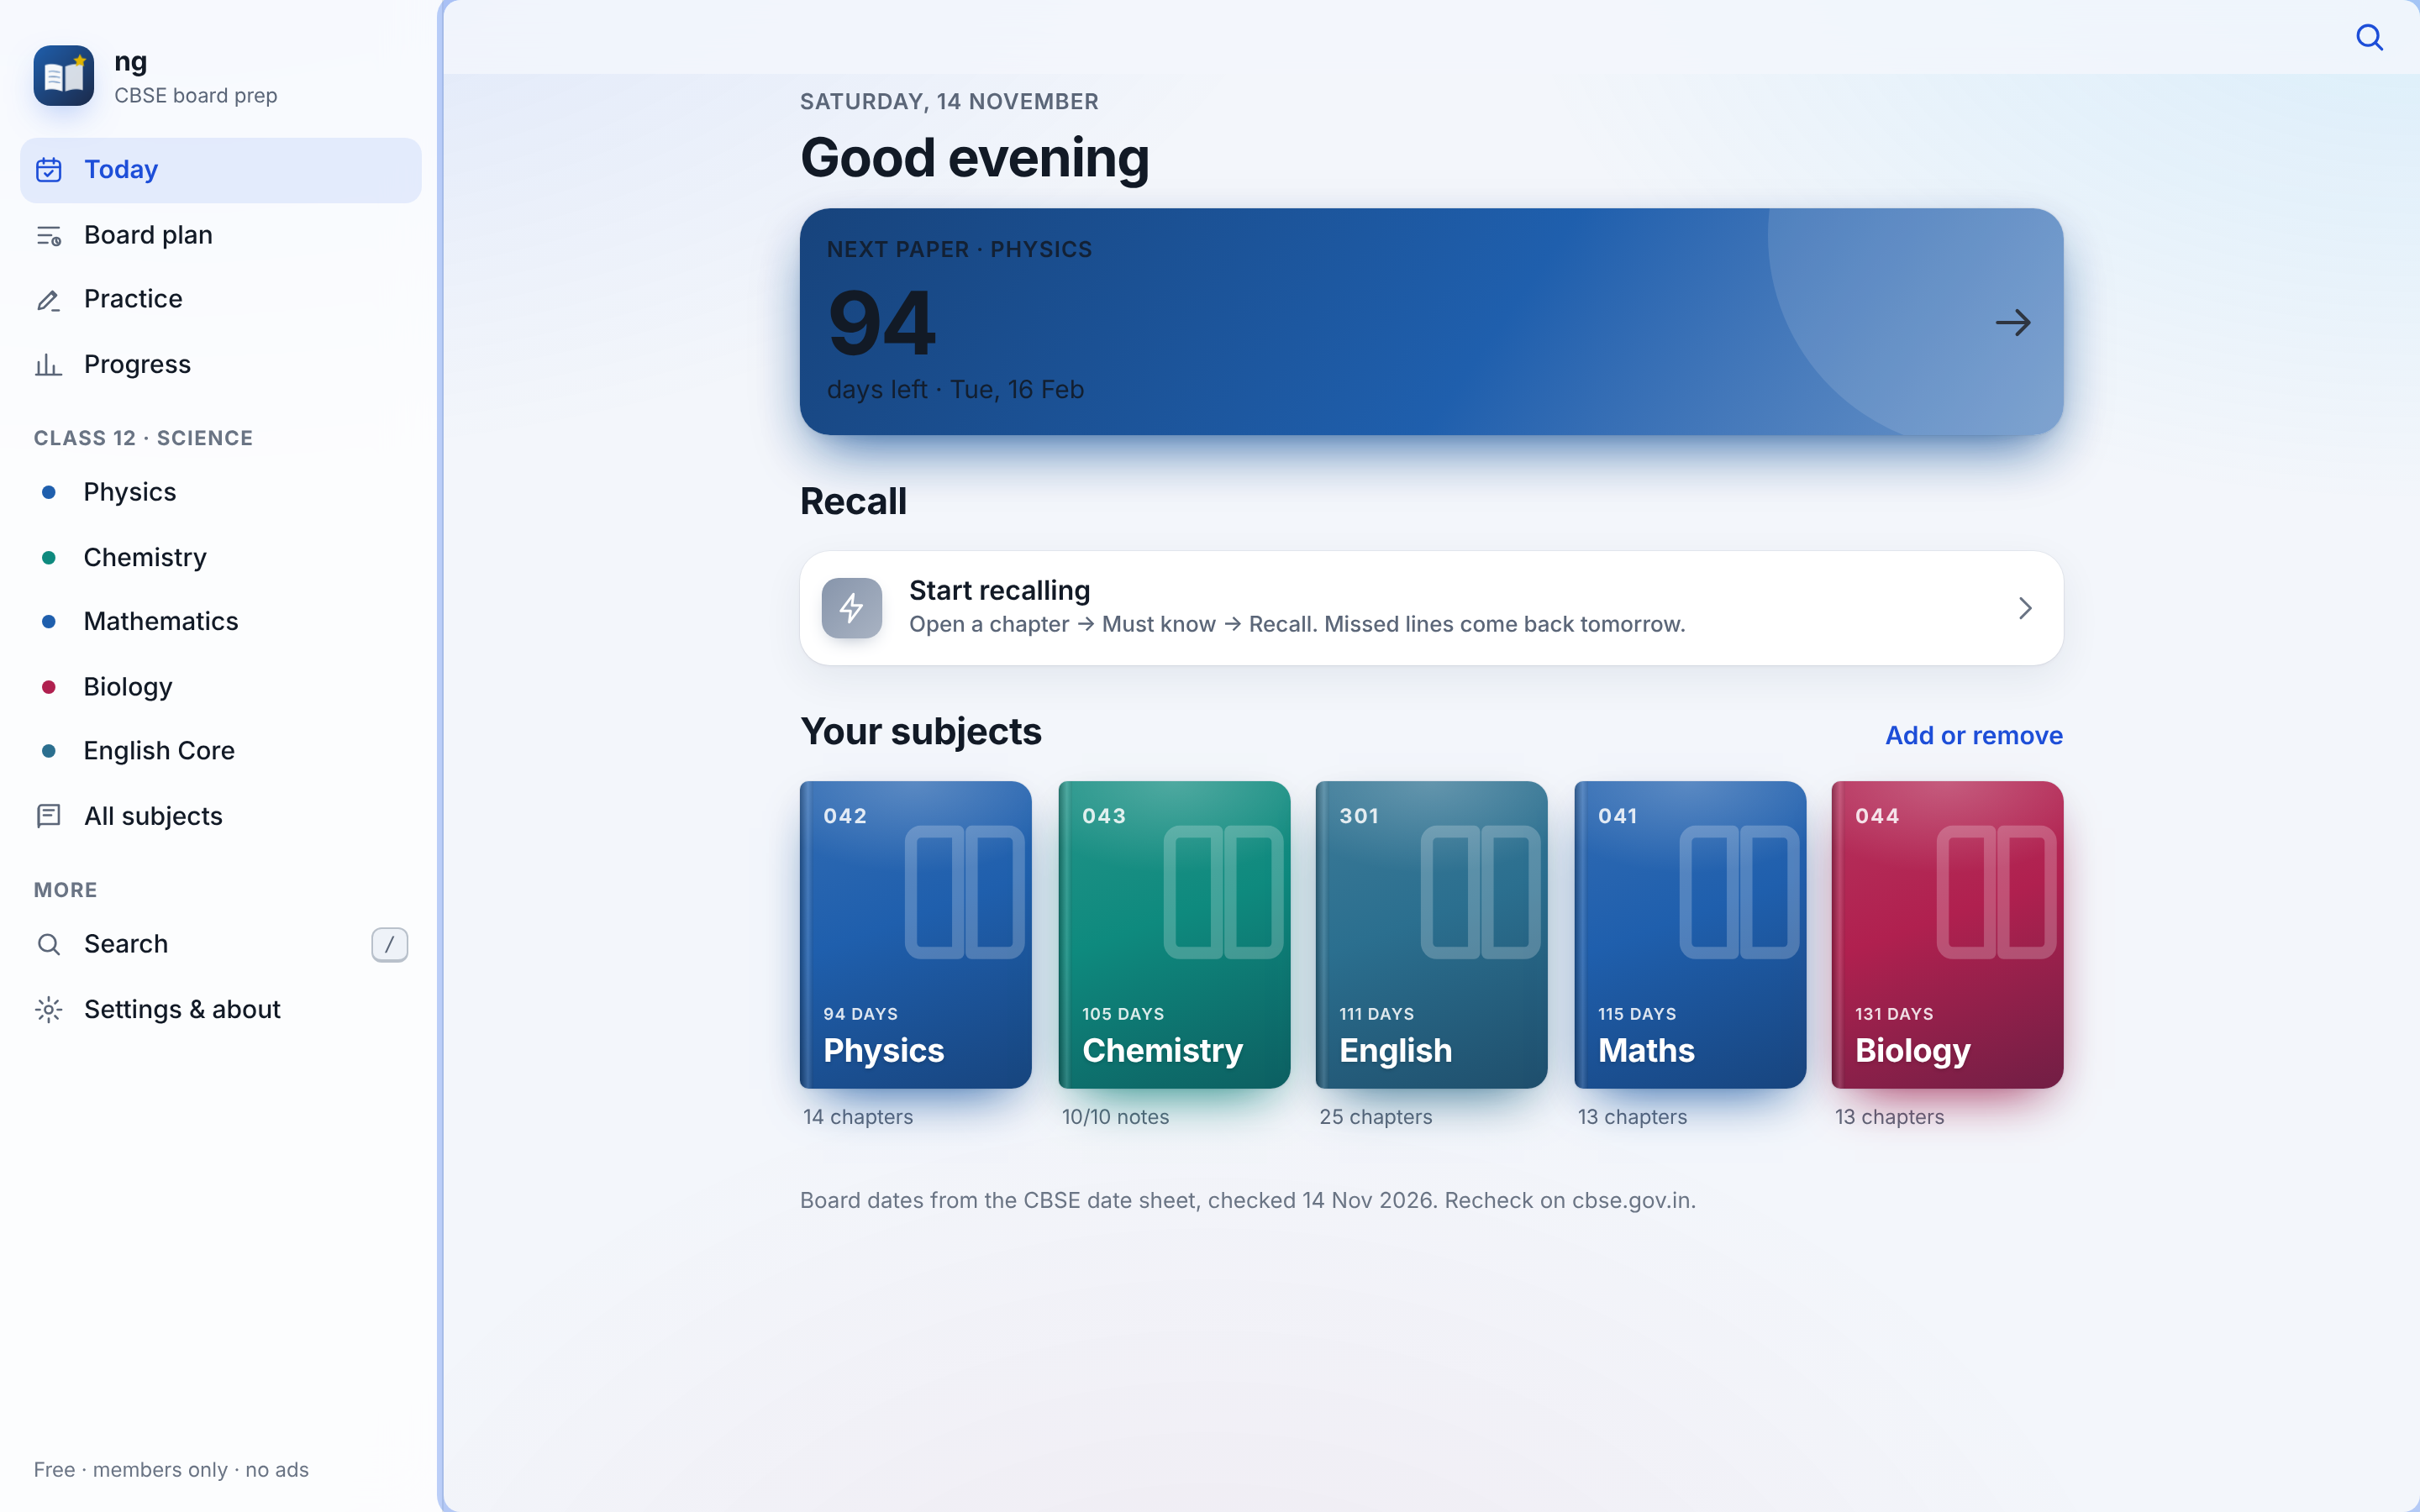 ng
CBSE board prep
Today
Board plan
Practice
Progress
CLASS 12 · SCIENCE
Physics
Chemistry
Mathematics
Biology
English Core
All subjects
MORE
Search /
Settings & about
Free · members only · no ads
SATURDAY, 14 NOVEMBER
Good evening
NEXT PAPER · PHYSICS
94
days left · Tue, 16 Feb
Recall
Start recalling
Open a chapter → Must know → Recall. Missed lines come back tomorrow.
Your subjects
Add or remove
042
94 DAYS
Physics
14 chapters
043
105 DAYS
Chemistry
10/10 notes
301
111 DAYS
English
25 chapters
041
115 DAYS
Maths
13 chapters
044
131 DAYS
Biology
13 chapters
Board dates from the CBSE date sheet, checked 14 Nov 2026. Recheck on cbse.gov.in.